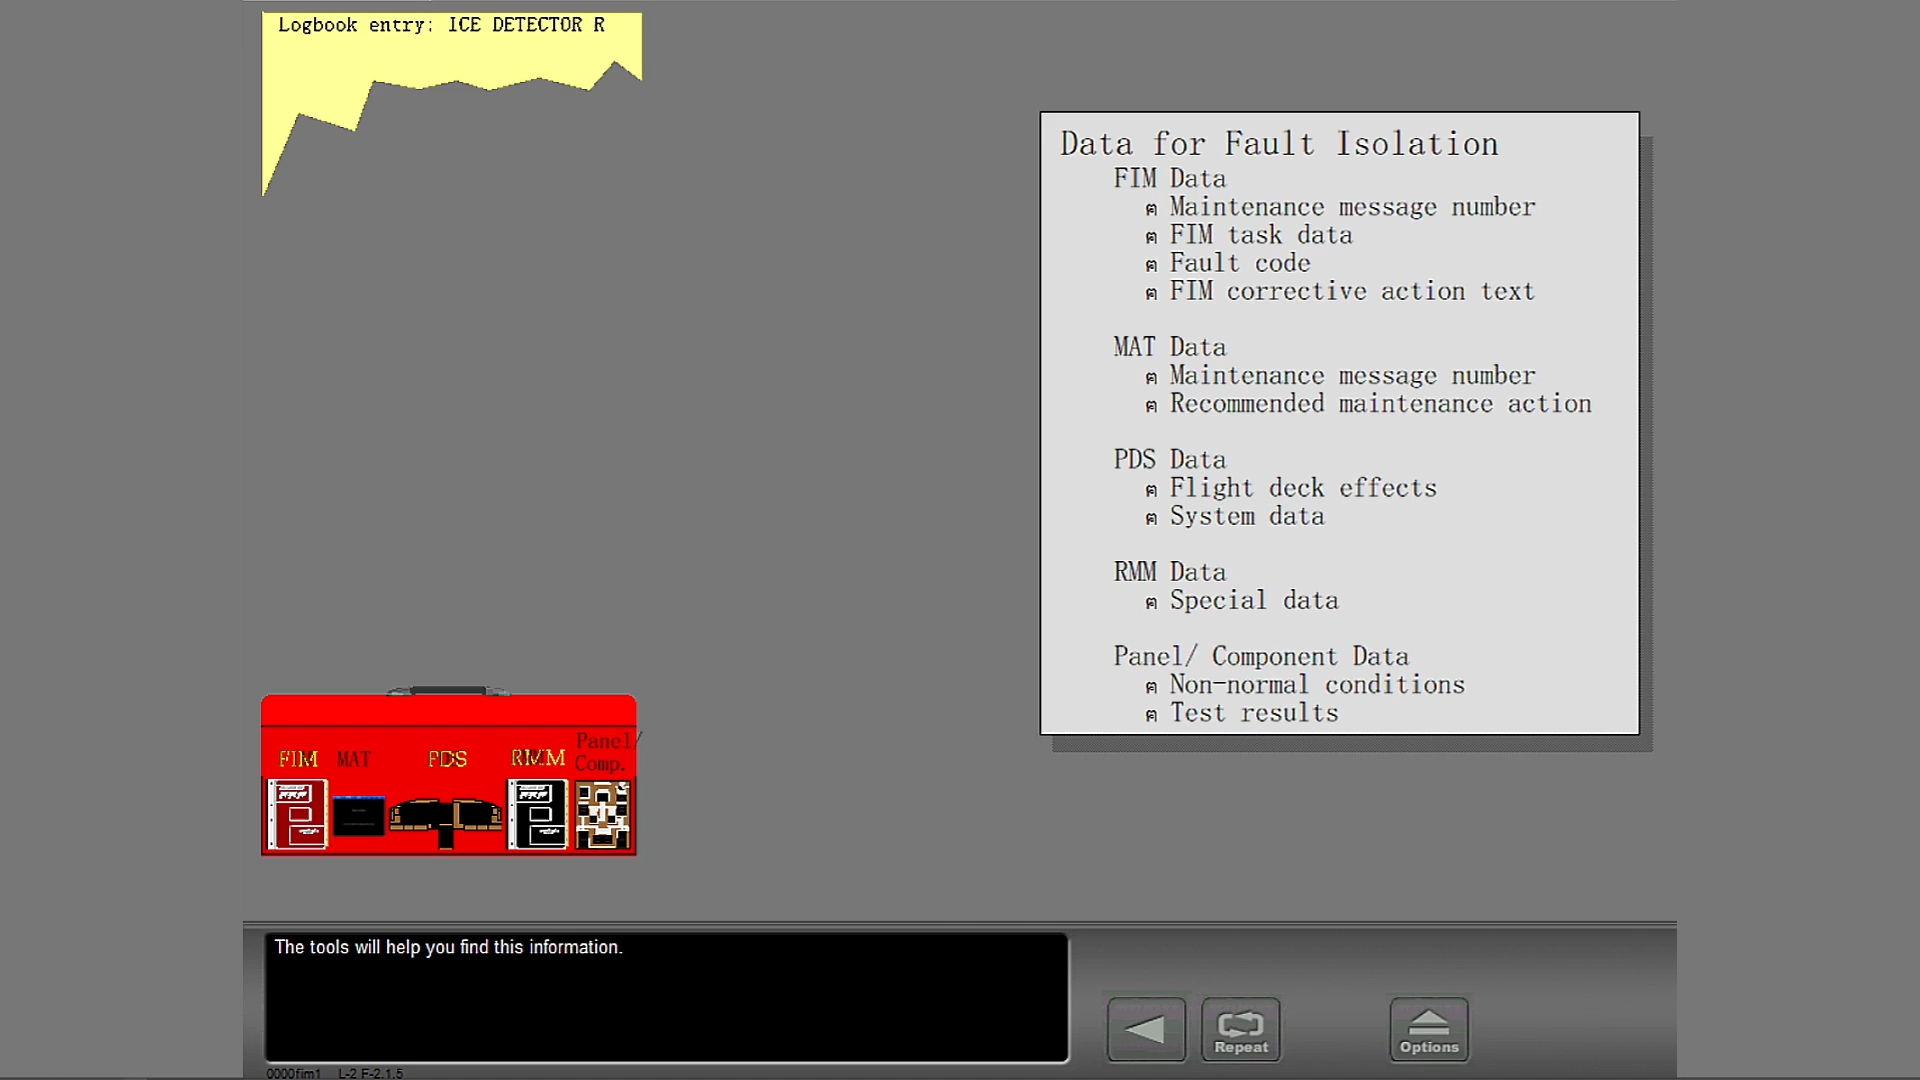 Logbook entry: ICE DETECTOR R
Data for Fault Isolation
FIM Data
Maintenance message number
FIM task data
Fault code
FIM corrective action text
MAT Data
Maintenance message number
Recommended maintenance action
PDS Data
Flight deck effects
System data
RMM Data
Special data
Panel/ Component Data
Non-normal conditions
Test results
FIM MAT PDS RMM Panel/
Comp.
The tools will help you find this information.
Repeat
Options
0000fim1 L-2 F-2.1.5